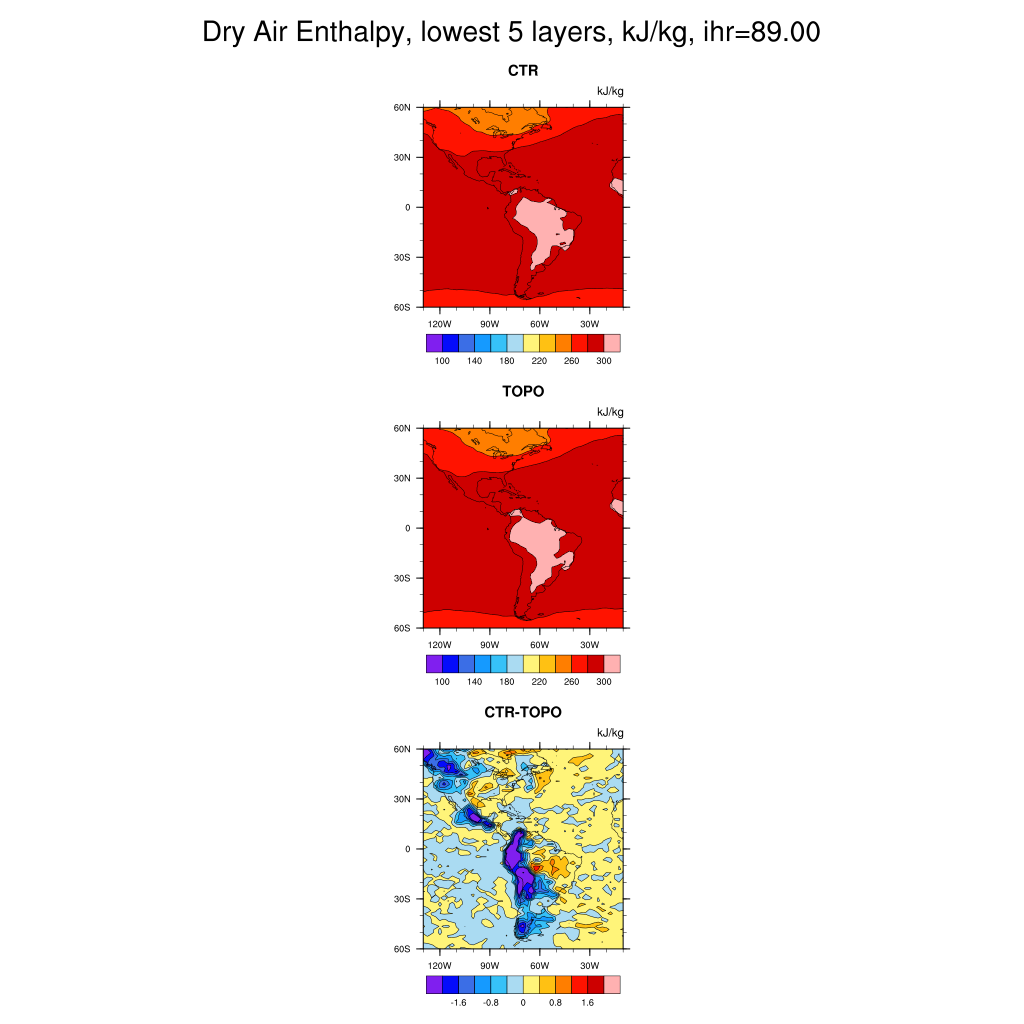 Dry Air Enthalpy, lowest 5 layers, kJ/kg, ihr=89.00
CTR
kJ/kg
60N
30N
0
30S
60S
120W 90W 60W 30W
100 140 180 220 260 300
TOPO
kJ/kg
60N
30N
0
30S
60S
120W 90W 60W 30W
100 140 180 220 260 300
CTR-TOPO
kJ/kg
60N
30N
0
30S
60S
120W 90W 60W 30W
-1.6 -0.8 0 0.8 1.6